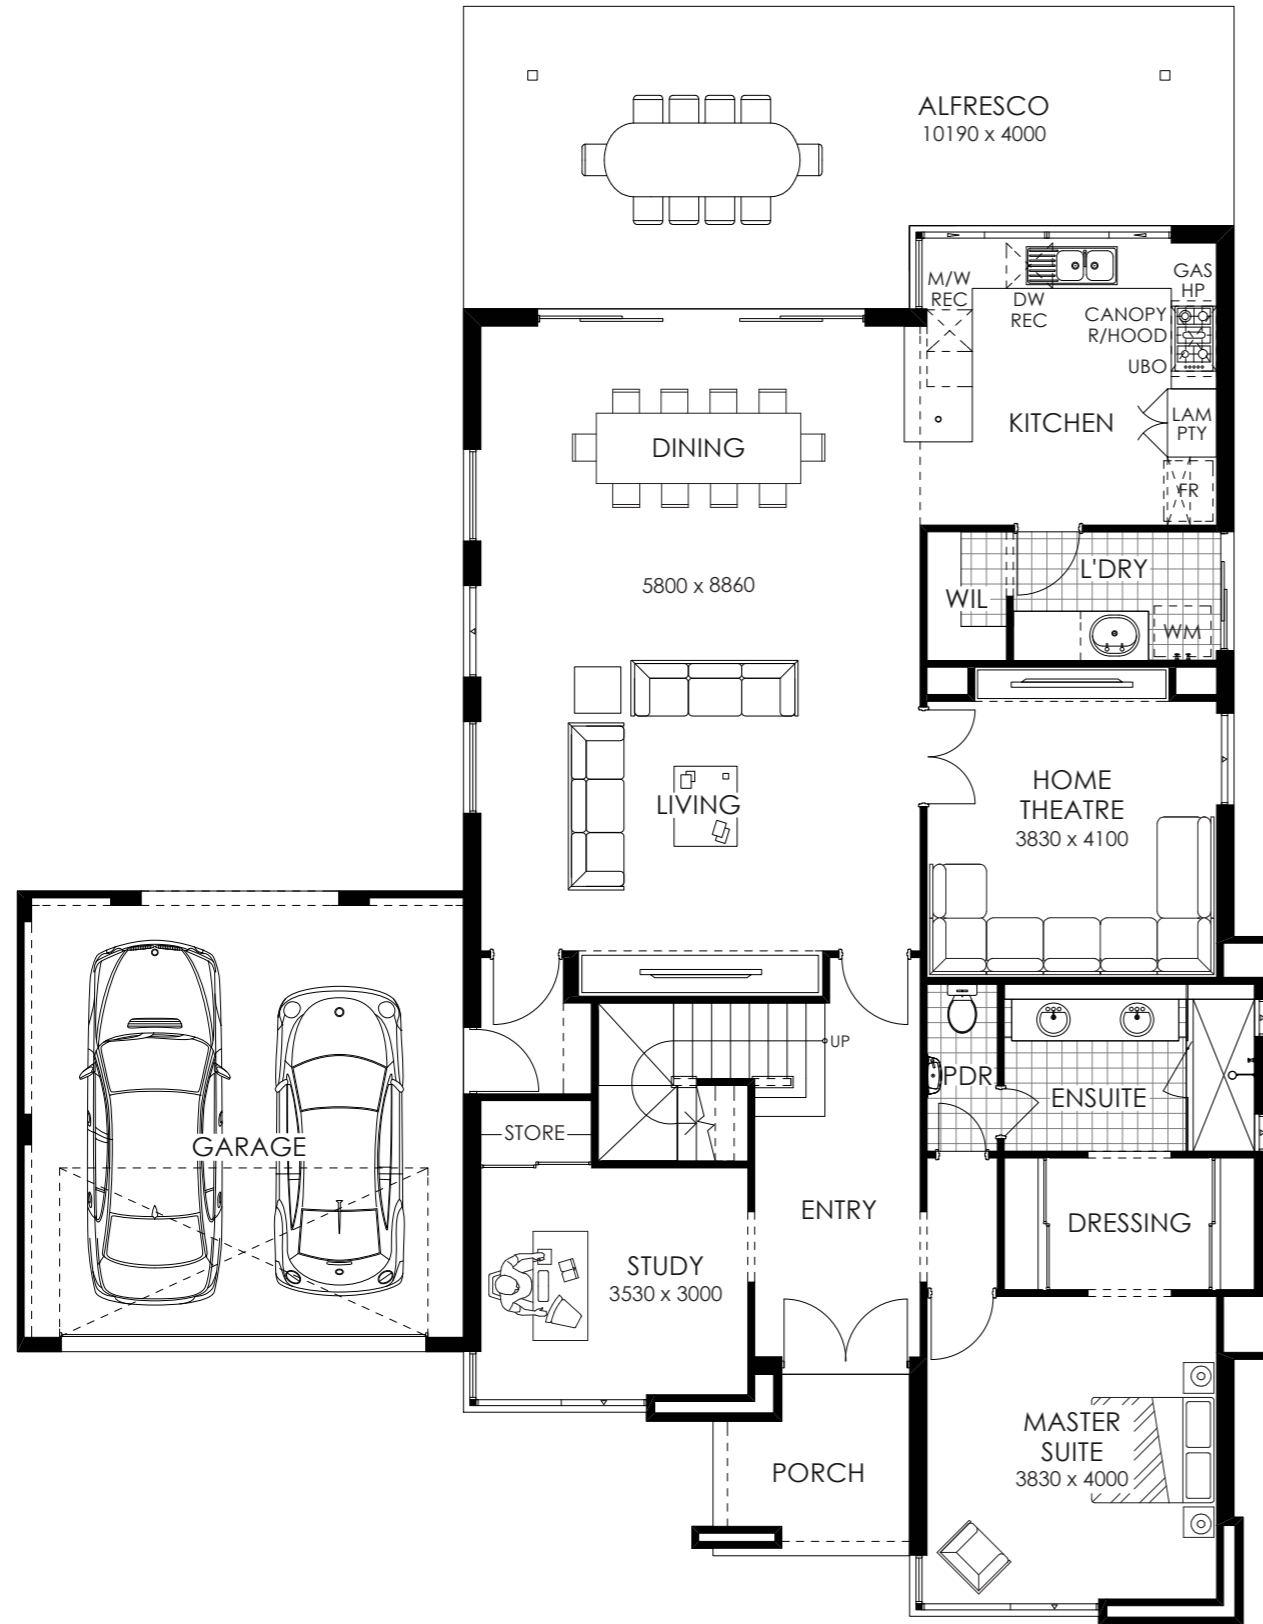 ALFRESCO
10190 x 4000
M/W
REC
DW
REC
GAS
HP
CANOPY
R/HOOD
UBO
KITCHEN
LAM
PTY
FR
DINING
5800 x 8860
L'DRY
WIL
WM
LIVING
HOME
THEATRE
3830 x 4100
UP
PDR
ENSUITE
GARAGE
STORE
ENTRY
DRESSING
STUDY
3530 x 3000
MASTER
SUITE
3830 x 4000
PORCH